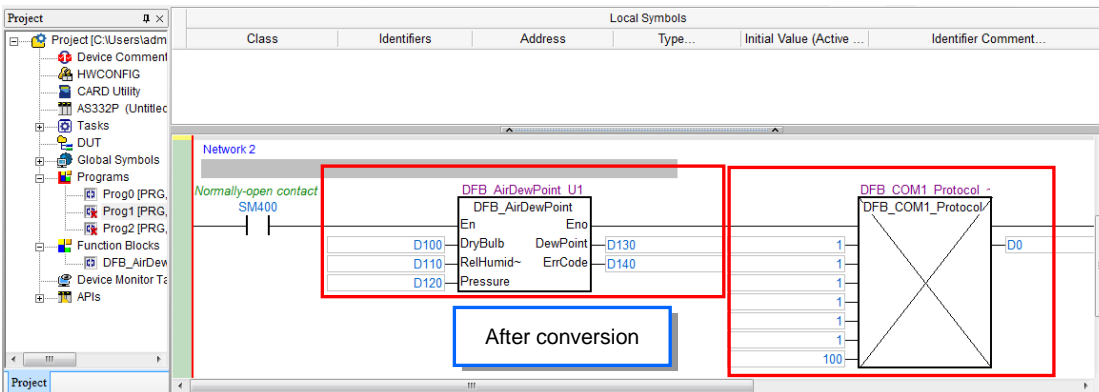 Project
Project [C:\Users\adm
Device Comment
HWCONFIG
CARD Utility
AS332P (Untitled
Tasks
DUT
Global Symbols
Programs
Prog0 [PRG,
Prog1 [PRG,
Prog2 [PRG,
Function Blocks
DFB_AirDew
Device Monitor Ta
APIs
Project
Local Symbols
Class Identifiers Address Type... Initial Value (Active ... Identifier Comment...
Network 2
Normally-open contact
SM400
DFB_AirDewPoint_U1
DFB_AirDewPoint
En Eno
D100 DryBulb DewPoint D130
D110 RelHumid~ ErrCode D140
D120 Pressure
After conversion
DFB_COM1_Protocol_~
DFB_COM1_Protocol
1 D0
1
1
1
1
1
100